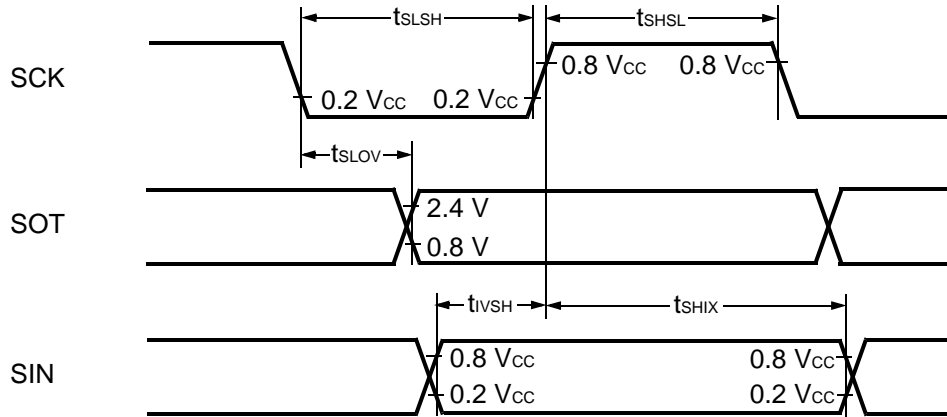 tSLSH tSHSL
SCK 0.8 VCC 0.8 VCC
0.2 VCC 0.2 VCC
tSLOV
SOT 2.4 V
0.8 V
tIVSH tSHIX
SIN 0.8 VCC 0.8 VCC
0.2 VCC 0.2 VCC